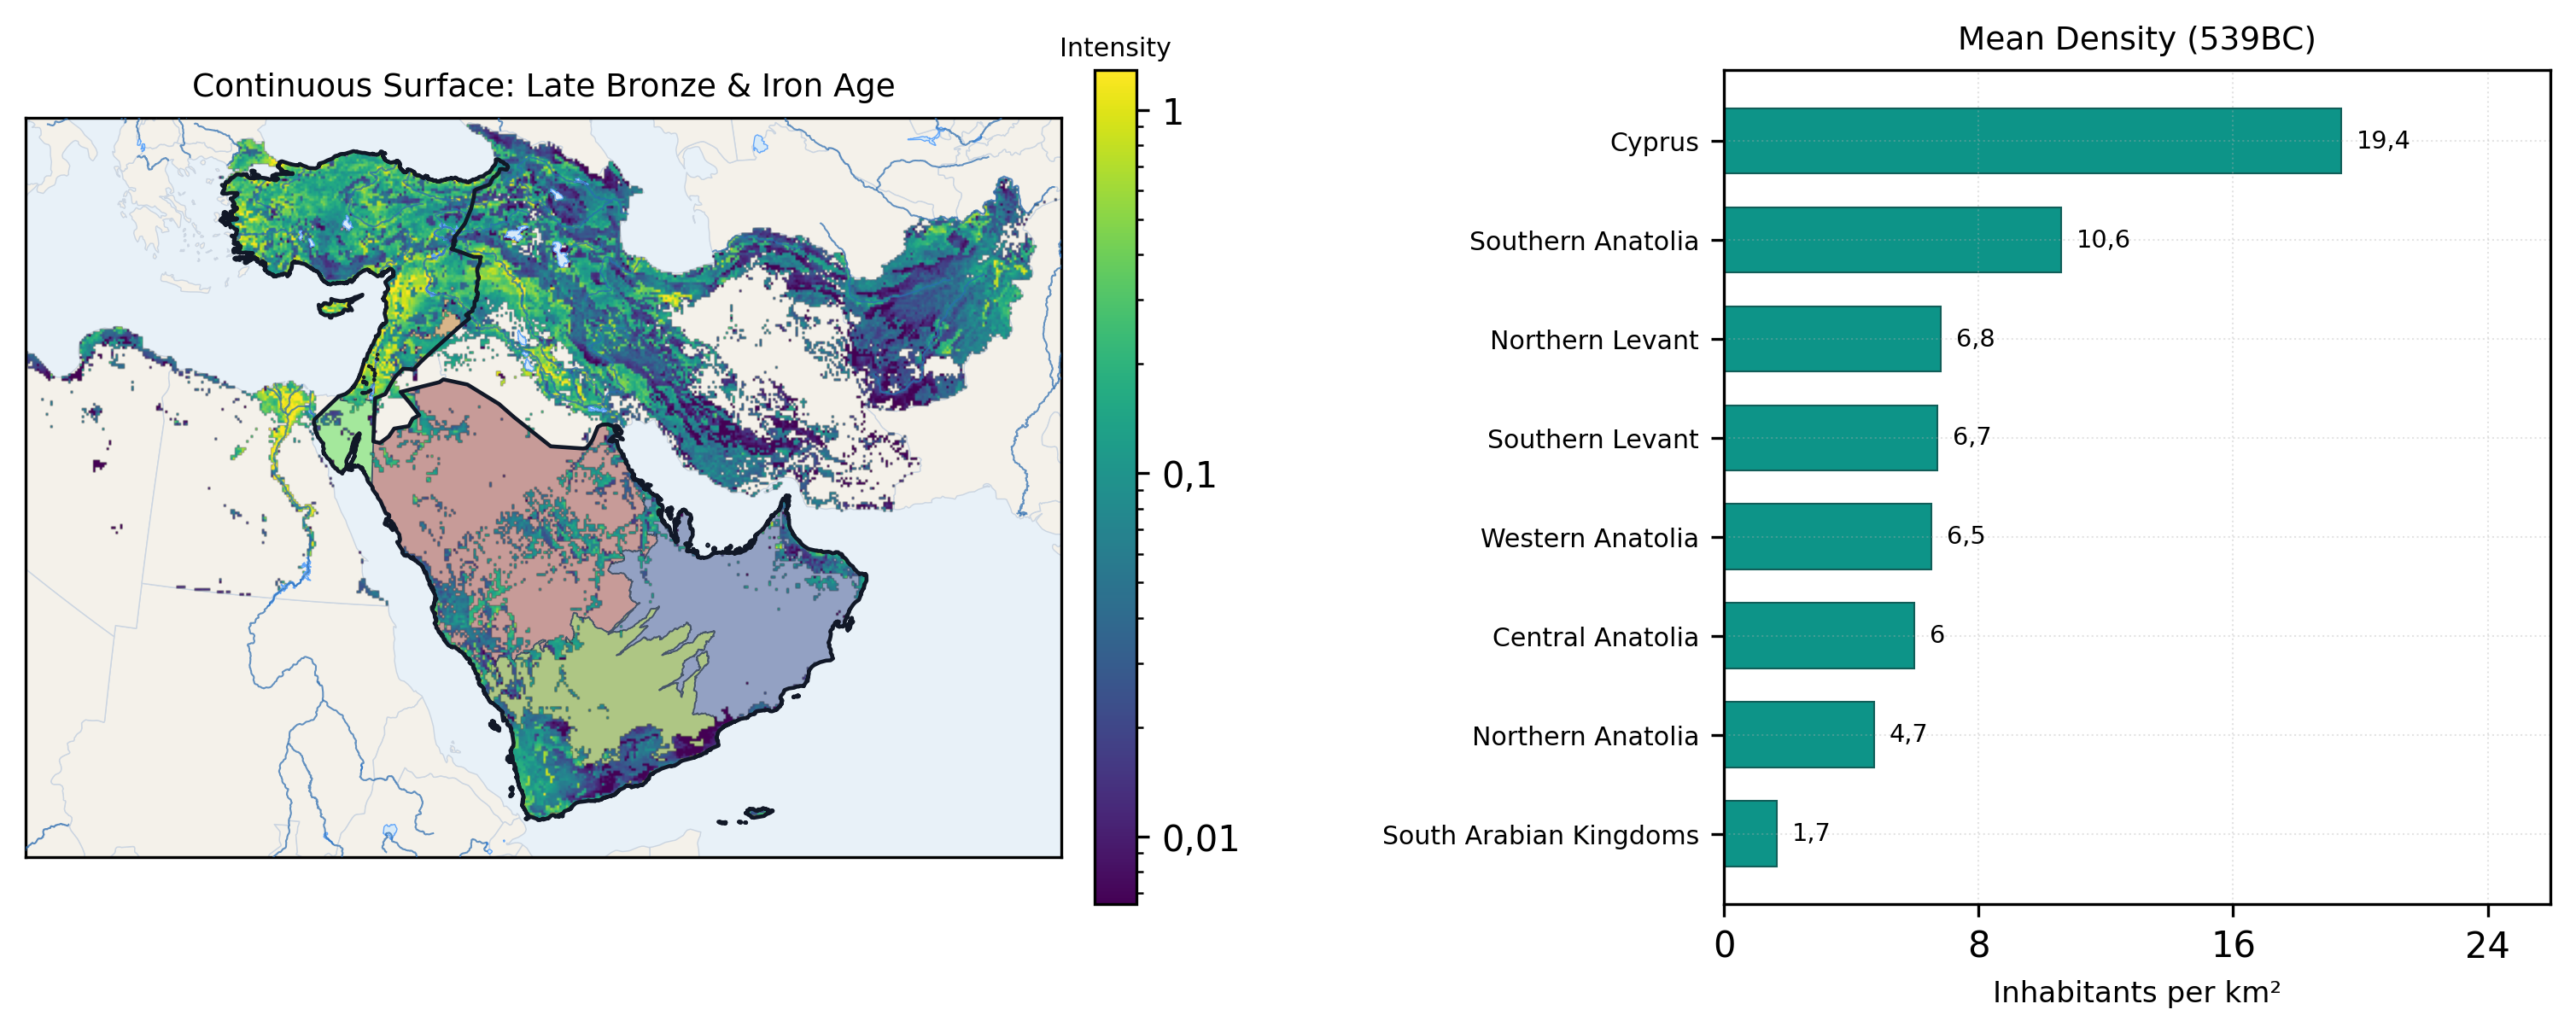 Continuous Surface: Late Bronze & Iron Age
Intensity
1
0,1
0,01
Mean Density (539BC)
Cyprus
19,4
Southern Anatolia
10,6
Northern Levant
6,8
Southern Levant
6,7
Western Anatolia
6,5
Central Anatolia
6
Northern Anatolia
4,7
South Arabian Kingdoms
1,7
0 8 16 24
Inhabitants per km²